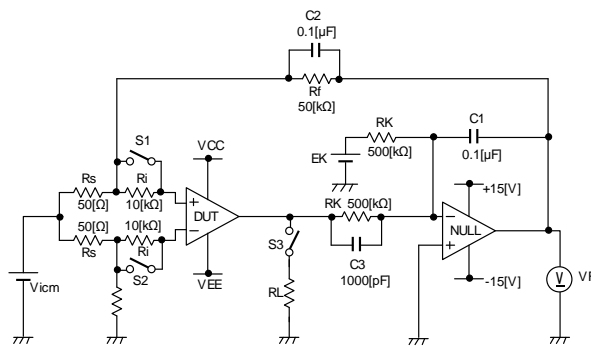 C2
0.1[µF]
Rf
50[kΩ]
RK
500[kΩ]
EK
C1
0.1[µF]
S1
VCC
Rs
50[Ω]
Ri
10[kΩ]
+
-
DUT
50[Ω]
Rs
10[kΩ]
Ri
S2
VEE
Vicm
S3
RL
RK 500[kΩ]
C3
1000[pF]
-
+
NULL
+15[V]
-15[V]
V